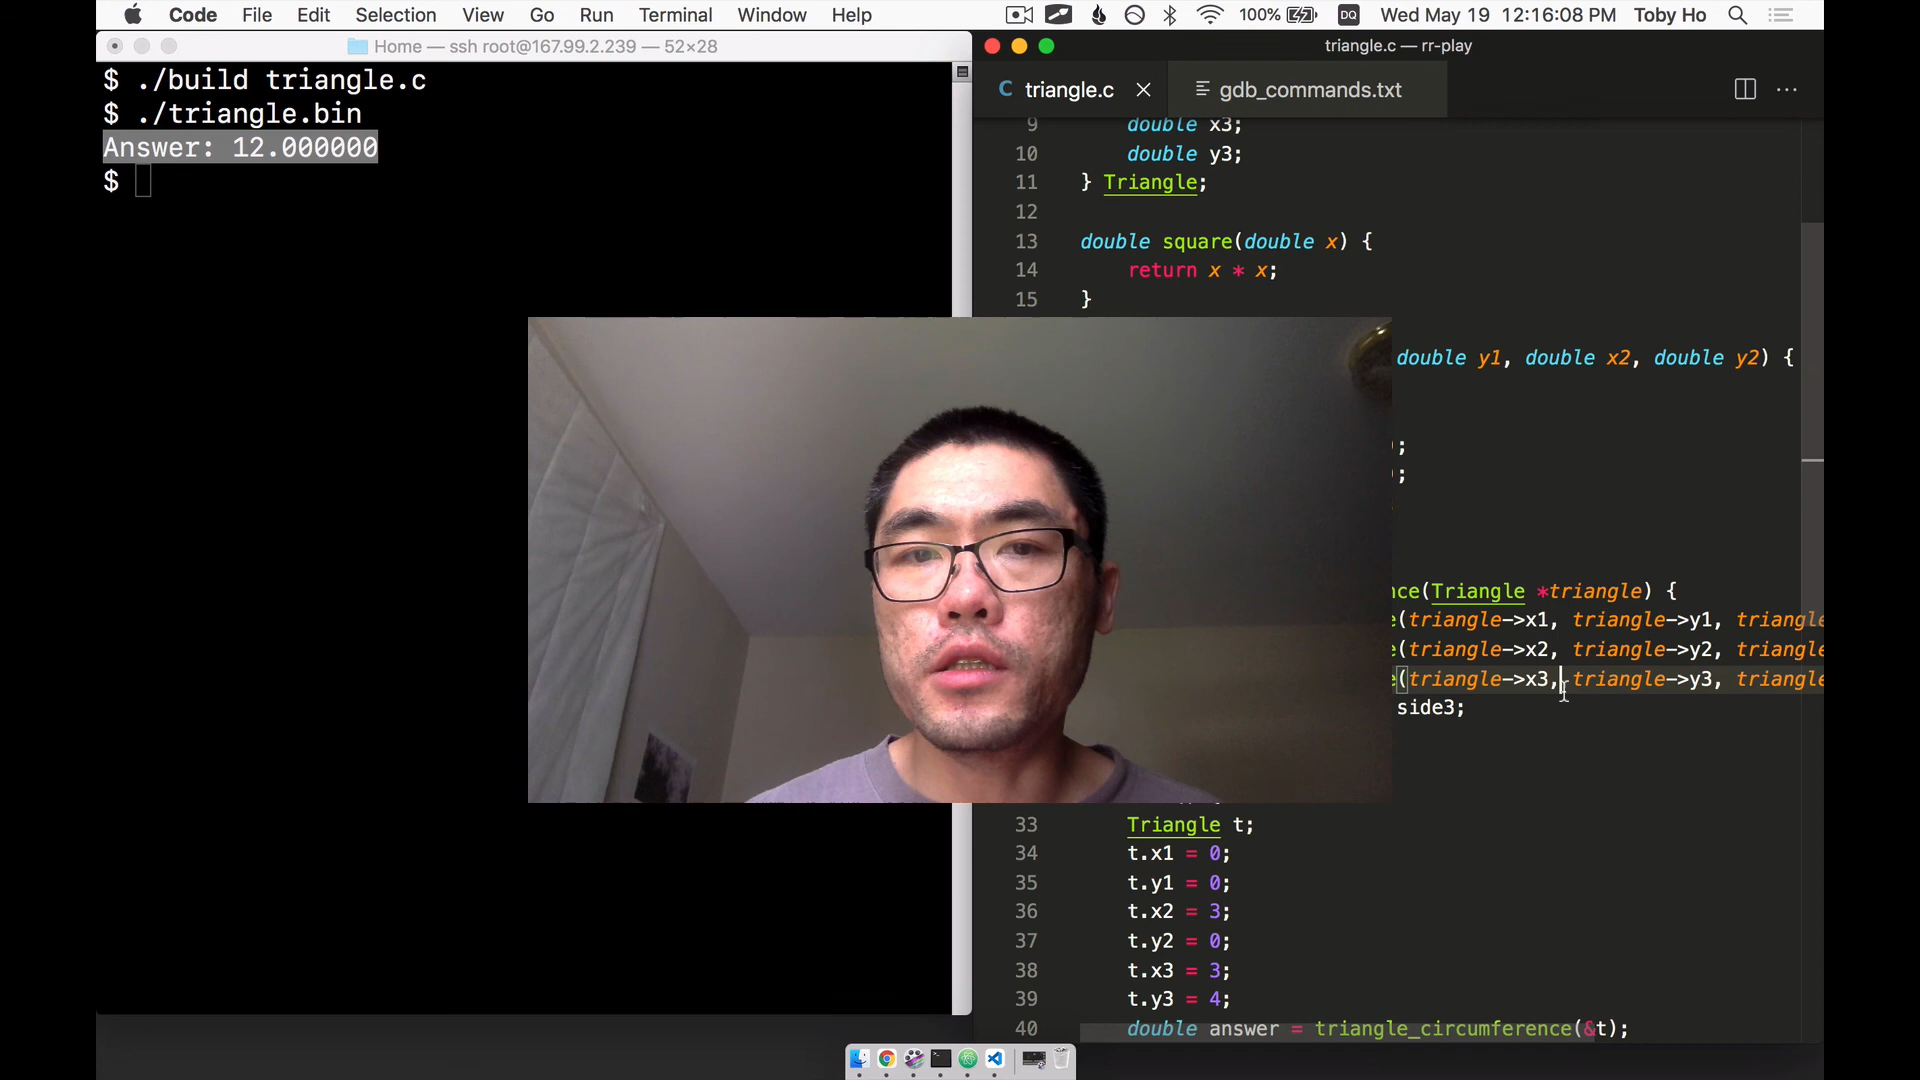 Code File Edit Selection View Go Run Terminal Window Help 100% DQ Wed May 19 12:16:08 PM Toby Ho
Home — ssh root@167.99.2.239 — 52×28
$ ./build triangle.c
$ ./triangle.bin
Answer: 12.000000
$
triangle.c — rr-play
C triangle.c gdb_commands.txt
9 double x3;
10 double y3;
11 } Triangle;
12
13 double square(double x) {
14 return x * x;
15 }
double y1, double x2, double y2) {
);
);
nce(Triangle *triangle) {
e(triangle->x1, triangle->y1, triangle
e(triangle->x2, triangle->y2, triangle
e(triangle->x3, triangle->y3, triangle
side3;
33 Triangle t;
34 t.x1 = 0;
35 t.y1 = 0;
36 t.x2 = 3;
37 t.y2 = 0;
38 t.x3 = 3;
39 t.y3 = 4;
40 double answer = triangle_circumference(&t);